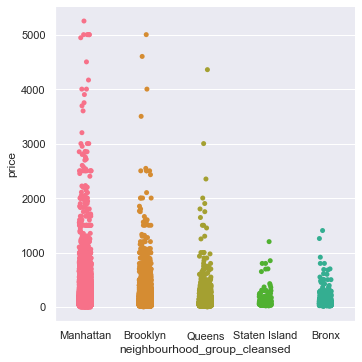 5000
4000
3000
price
2000
1000
0
Manhattan Brooklyn Queens Staten Island Bronx
neighbourhood_group_cleansed